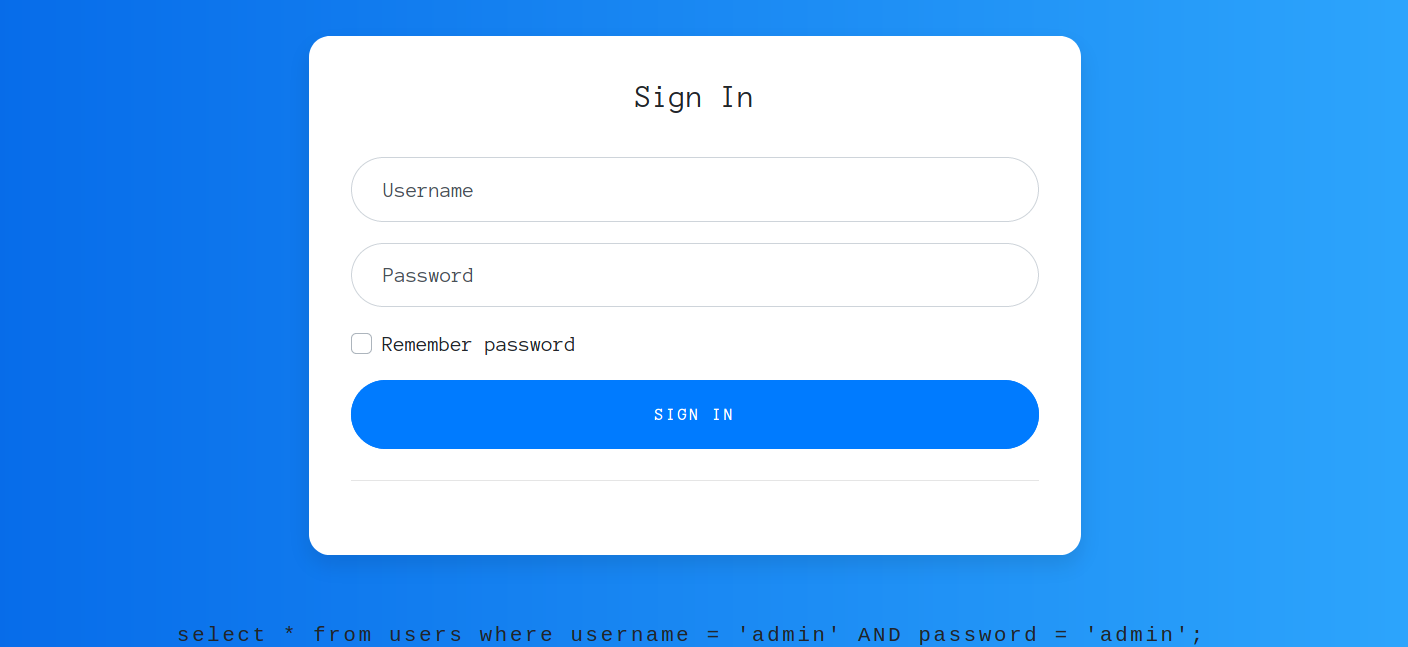 Sign In
Username
Password
Remember password
SIGN IN
select * from users where username = 'admin' AND password = 'admin';